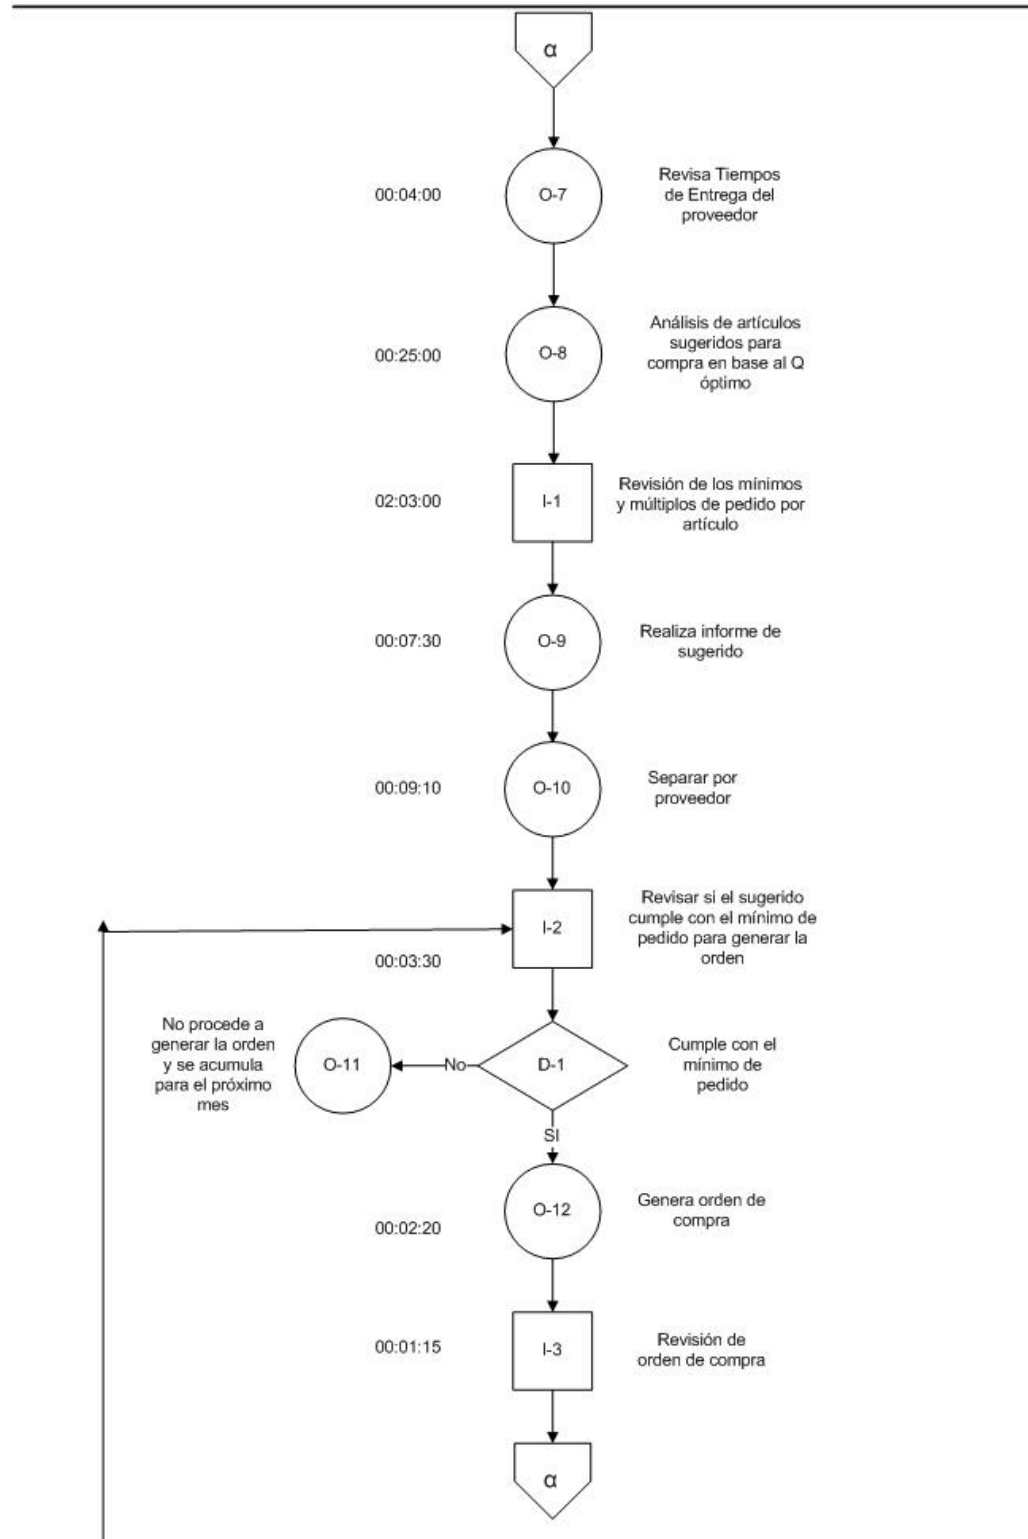 α
00:04:00
O-7
Revisa Tiempos
de Entrega del
proveedor
00:25:00
O-8
Análisis de artículos
sugeridos para
compra en base al Q
óptimo
02:03:00
I-1
Revisión de los mínimos
y múltiplos de pedido por
artículo
00:07:30
O-9
Realiza informe de
sugerido
00:09:10
O-10
Separar por
proveedor
00:03:30
I-2
Revisar si el sugerido
cumple con el mínimo de
pedido para generar la
orden
No procede a
generar la orden
y se acumula
para el próximo
mes
O-11
No
D-1
Cumple con el
mínimo de
pedido
SI
00:02:20
O-12
Genera orden de
compra
00:01:15
I-3
Revisión de
orden de compra
α